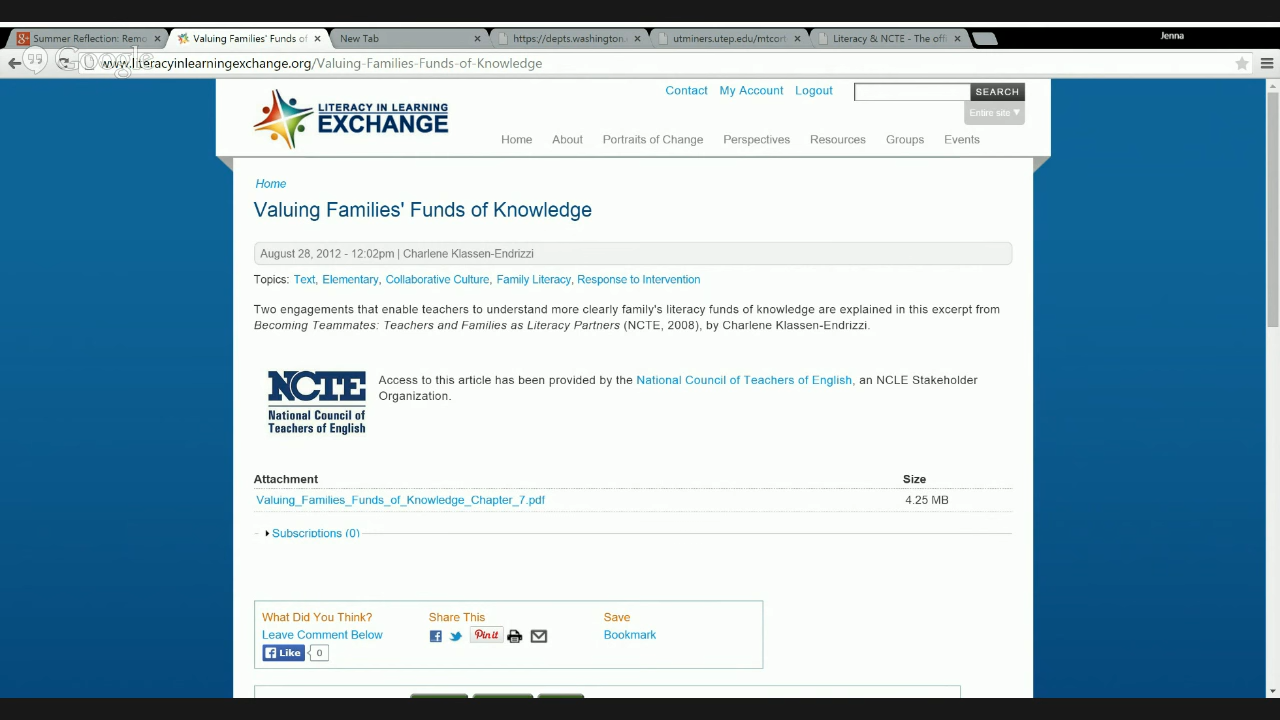 Jenna
Summer Reflection: Remo
Valuing Families' Funds of
New Tab
https://depts.washington.
utminers.utep.edu/mtcor
Literacy & NCTE - The off
Google
www.literacyinlearningexchange.org/Valuing-Families-Funds-of-Knowledge
LITERACY IN LEARNING
EXCHANGE
Contact My Account Logout
SEARCH
Entire site
Home About Portraits of Change Perspectives Resources Groups Events
Home
Valuing Families' Funds of Knowledge
August 28, 2012 - 12:02pm | Charlene Klassen-Endrizzi
Topics: Text, Elementary, Collaborative Culture, Family Literacy, Response to Intervention
Two engagements that enable teachers to understand more clearly family's literacy funds of knowledge are explained in this excerpt from
Becoming Teammates: Teachers and Families as Literacy Partners (NCTE, 2008), by Charlene Klassen-Endrizzi.
NCTE
National Council of
Teachers of English
Access to this article has been provided by the National Council of Teachers of English, an NCLE Stakeholder
Organization.
Attachment Size
Valuing_Families_Funds_of_Knowledge_Chapter_7.pdf 4.25 MB
Subscriptions (0)
What Did You Think? Share This Save
Leave Comment Below Pin it Bookmark
Like 0